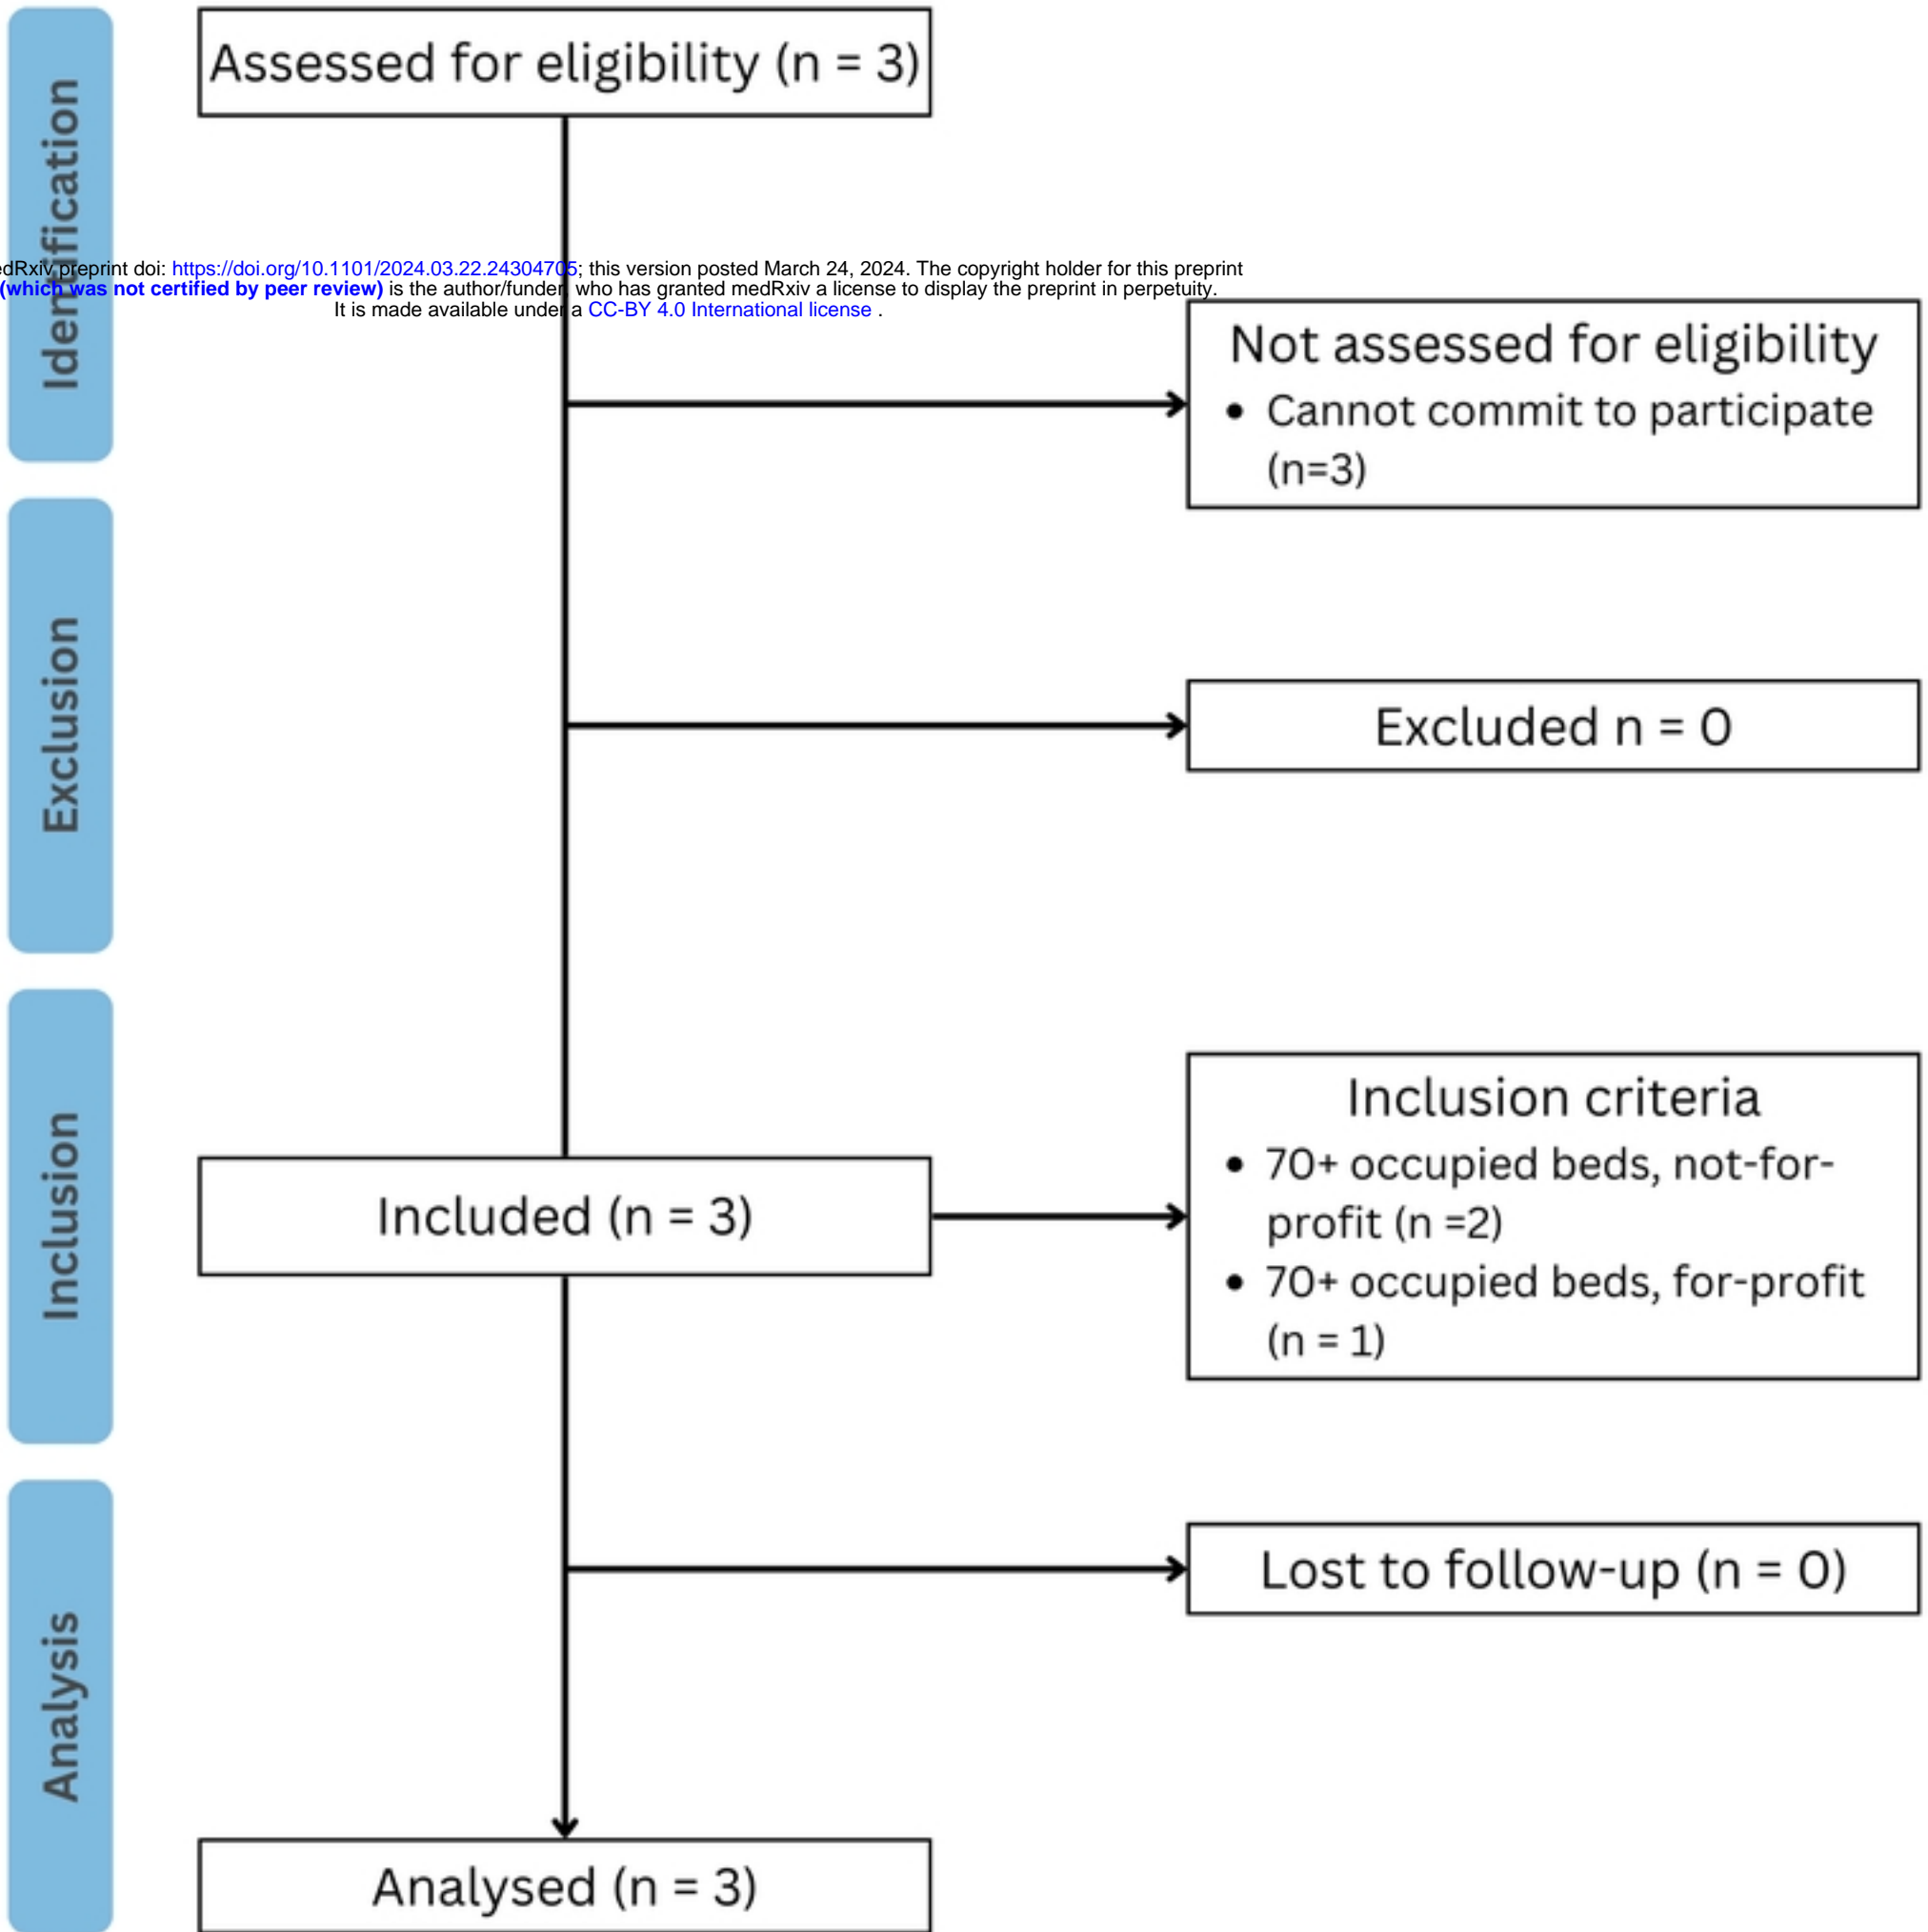 Identification
Assessed for eligibility (n = 3)
edRxiv preprint doi: https://doi.org/10.1101/2024.03.22.24304705; this version posted March 24, 2024. The copyright holder for this preprint
(which was not certified by peer review) is the author/funder, who has granted medRxiv a license to display the preprint in perpetuity.
It is made available under a CC-BY 4.0 International license .
Not assessed for eligibility
• Cannot commit to participate
(n=3)
Exclusion
Excluded n = 0
Inclusion
Included (n = 3)
Inclusion criteria
• 70+ occupied beds, not-for-
profit (n =2)
• 70+ occupied beds, for-profit
(n = 1)
Analysis
Lost to follow-up (n = 0)
Analysed (n = 3)